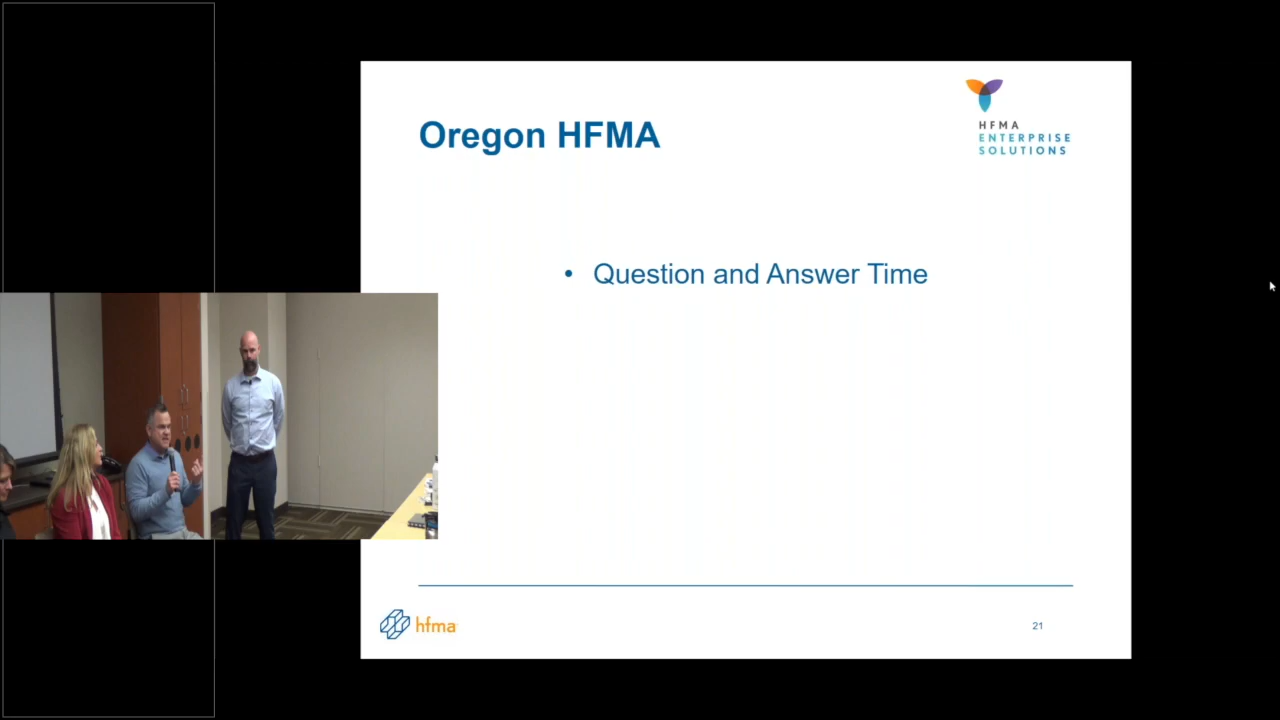 Oregon HFMA
HFMA
ENTERPRISE
SOLUTIONS
• Question and Answer Time
hfma
21